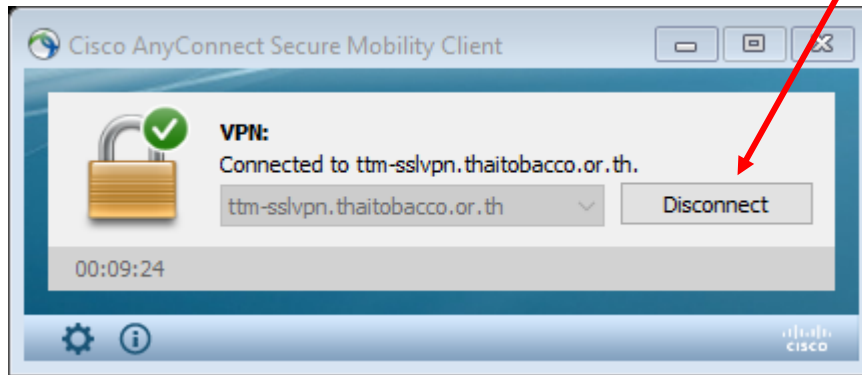 Cisco AnyConnect Secure Mobility Client
VPN:
Connected to ttm-sslvpn.thaitobacco.or.th.
ttm-sslvpn.thaitobacco.or.th
Disconnect
00:09:24
CISCO